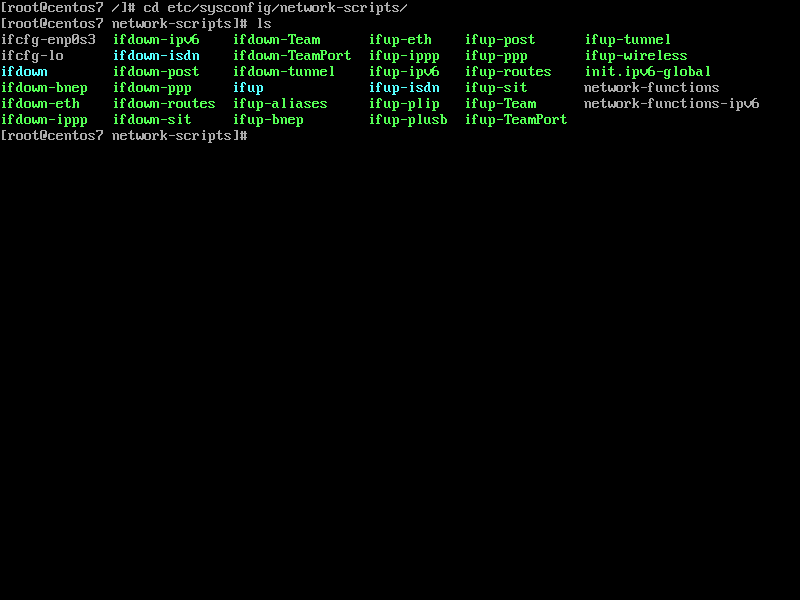 [root@centos7 /]# cd etc/sysconfig/network-scripts/
[root@centos7 network-scripts]# ls
ifcfg-enp0s3  ifdown-ipv6    ifdown-Team      ifup-eth    ifup-post      ifup-tunnel
ifcfg-lo      ifdown-isdn    ifdown-TeamPort  ifup-ippp   ifup-ppp       ifup-wireless
ifdown        ifdown-post    ifdown-tunnel    ifup-ipv6   ifup-routes    init.ipv6-global
ifdown-bnep   ifdown-ppp     ifup             ifup-isdn   ifup-sit       network-functions
ifdown-eth    ifdown-routes  ifup-aliases     ifup-plip   ifup-Team      network-functions-ipv6
ifdown-ippp   ifdown-sit     ifup-bnep        ifup-plusb  ifup-TeamPort
[root@centos7 network-scripts]#